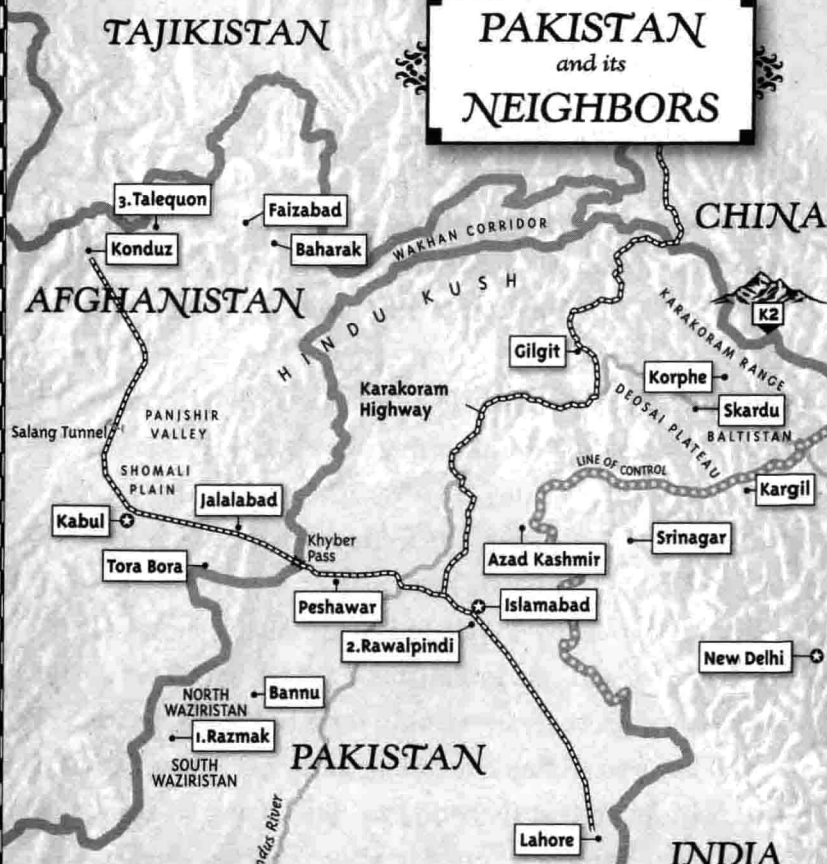 TAJIKISTAN
PAKISTAN
and its
NEIGHBORS
3.Talequon
Faizabad
Konduz
Baharak
WAKHAN CORRIDOR
CHINA
AFGHANISTAN
HINDU KUSH
K2
KARAKORAM RANGE
Gilgit
Korphe
Skardu
Karakoram
Highway
DEOSAI PLATEAU
BALTISTAN
Salang Tunnel
PANJSHIR
VALLEY
LINE OF CONTROL
SHOMALI
PLAIN
Kargil
Jalalabad
Kabul
Khyber
Pass
Azad Kashmir
Srinagar
Tora Bora
Peshawar
Islamabad
2.Rawalpindi
New Delhi
NORTH
WAZIRISTAN
Bannu
1.Razmak
SOUTH
WAZIRISTAN
PAKISTAN
dus River
Lahore
INDIA